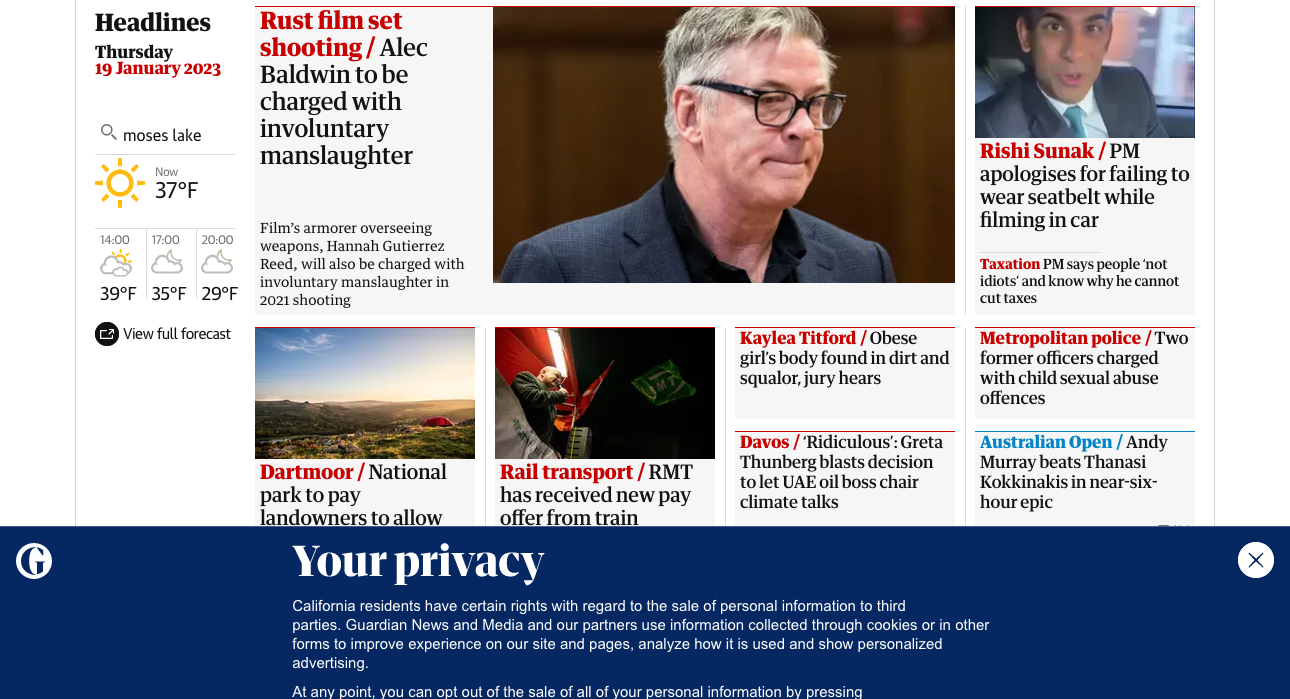 Headlines
Thursday
19 January 2023
moses lake
Now
37°F
14:00
17:00
20:00
39°F
35°F
29°F
View full forecast
Rust film set
shooting / Alec
Baldwin to be
charged with
involuntary
manslaughter
Film's armorer overseeing
weapons, Hannah Gutierrez
Reed, will also be charged with
involuntary manslaughter in
2021 shooting
Rishi Sunak / PM
apologises for failing to
wear seatbelt while
filming in car
Taxation PM says people 'not
idiots' and know why he cannot
cut taxes
Dartmoor / National
park to pay
landowners to allow
Rail transport / RMT
has received new pay
offer from train
Kaylea Titford / Obese
girl's body found in dirt and
squalor, jury hears
Metropolitan police / Two
former officers charged
with child sexual abuse
offences
Davos / 'Ridiculous': Greta
Thunberg blasts decision
to let UAE oil boss chair
climate talks
Australian Open / Andy
Murray beats Thanasi
Kokkinakis in near-six-
hour epic
G
Your privacy
California residents have certain rights with regard to the sale of personal information to third
parties. Guardian News and Media and our partners use information collected through cookies or in other
forms to improve experience on our site and pages, analyze how it is used and show personalized
advertising.
At any point, you can opt out of the sale of all of your personal information by pressing